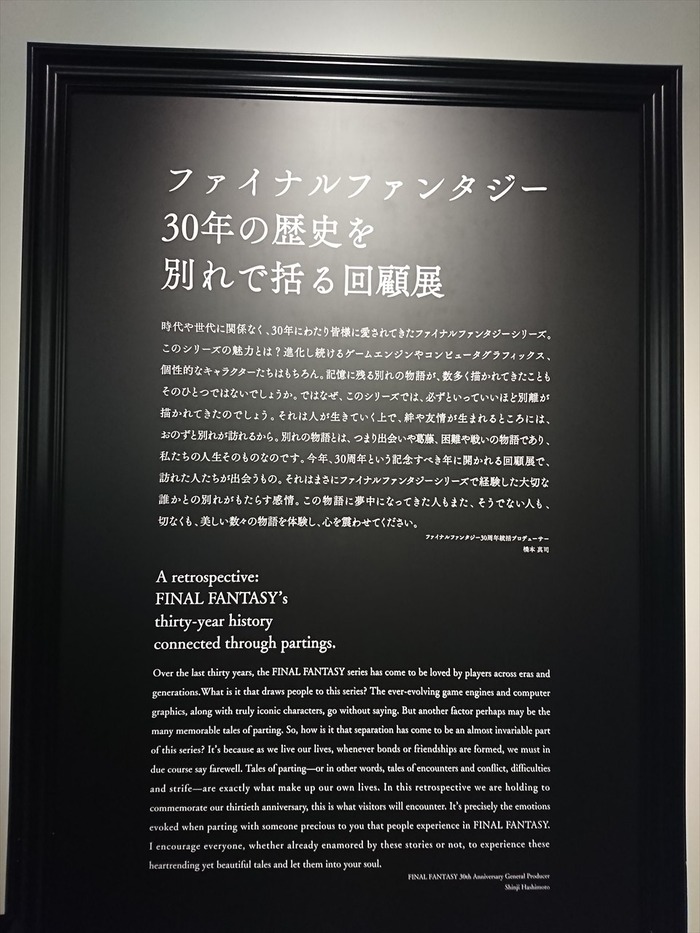 ファイナルファンタジー
30年の歴史を
別れで括る回顧展
時代や世代に関係なく、30年にわたり皆様に愛されてきたファイナルファンタジーシリーズ。
このシリーズの魅力とは？進化し続けるゲームエンジンやコンピュータグラフィックス、
個性的なキャラクターたちはもちろん。記憶に残る別れの物語が、数多く描かれてきたことも
そのひとつではないでしょうか。ではなぜ、このシリーズでは、必ずといっていいほど別離が
描かれてきたのでしょう。それは人が生きていく上で、絆や友情が生まれるところには、
おのずと別れが訪れるから。別れの物語とは、つまり出会いや葛藤、困難や戦いの物語であり、
私たちの人生そのものなのです。今年、30周年という記念すべき年に開かれる回顧展で、
訪れた人たちが出会うもの。それはまさにファイナルファンタジーシリーズで経験した大切な
誰かとの別れがもたらす感情。この物語に夢中になってきた人もまた、そうでない人も、
切なくも、美しい数々の物語を体験し、心を震わせてください。
ファイナルファンタジー30周年統括プロデューサー
橋本 真司
A retrospective:
FINAL FANTASY's
thirty-year history
connected through partings.
Over the last thirty years, the FINAL FANTASY series has come to be loved by players across eras and
generations.What is it that draws people to this series? The ever-evolving game engines and computer
graphics, along with truly iconic characters, go without saying. But another factor perhaps may be the
many memorable tales of parting. So, how is it that separation has come to be an almost invariable part
of this series? It's because as we live our lives, whenever bonds or friendships are formed, we must in
due course say farewell. Tales of parting—or in other words, tales of encounters and conflict, difficulties
and strife—are exactly what make up our own lives. In this retrospective we are holding to
commemorate our thirtieth anniversary, this is what visitors will encounter. It's precisely the emotions
evoked when parting with someone precious to you that people experience in FINAL FANTASY.
I encourage everyone, whether already enamored by these stories or not, to experience these
heartrending yet beautiful tales and let them into your soul.
FINAL FANTASY 30th Anniversary General Producer
Shinji Hashimoto